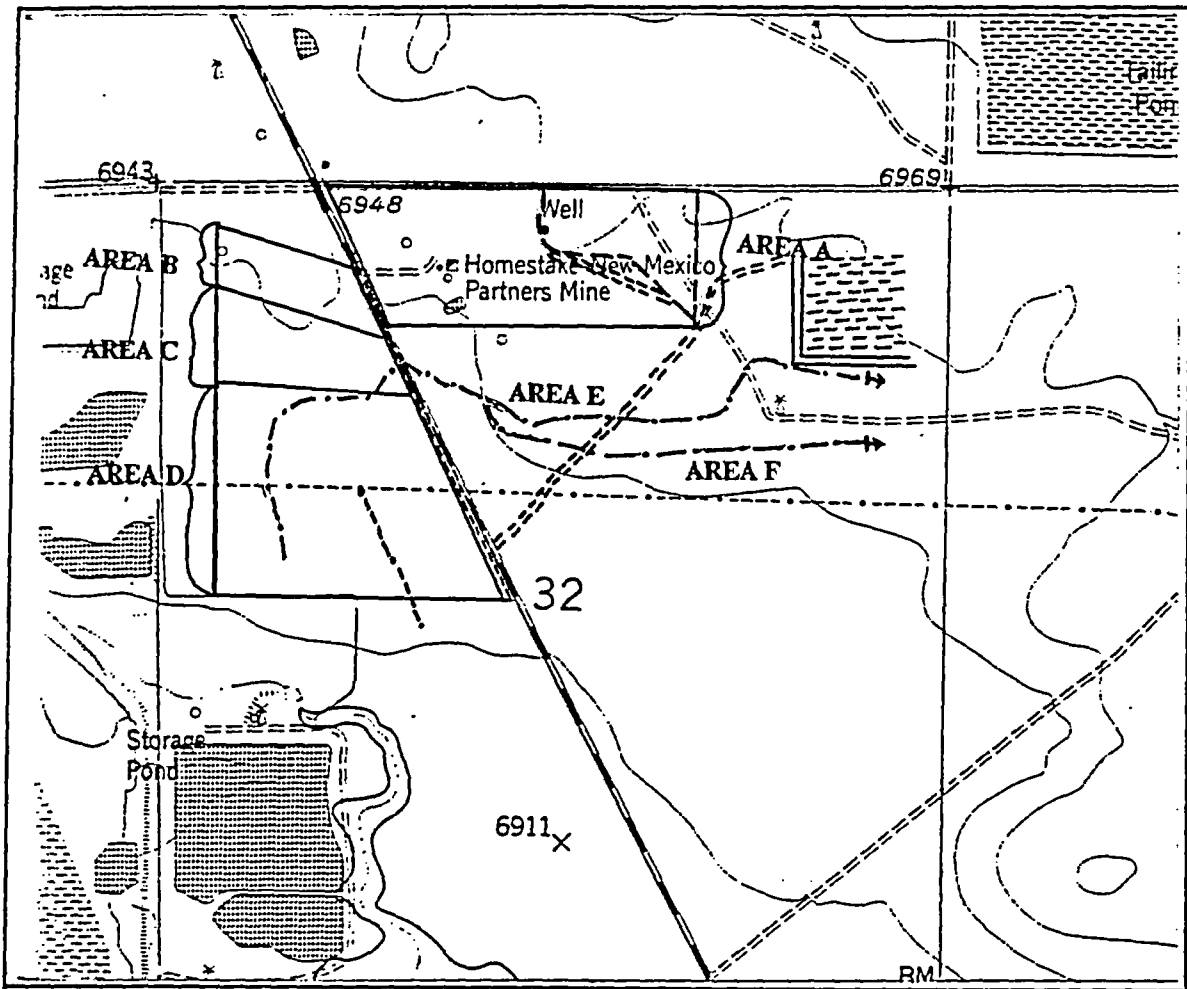 6943
6969
6948
Well
AREA A
AREA B
Homestake-New Mexico
Partners Mine
AREA C
AREA E
AREA D
AREA F
32
Storage
Pond
6911
BM